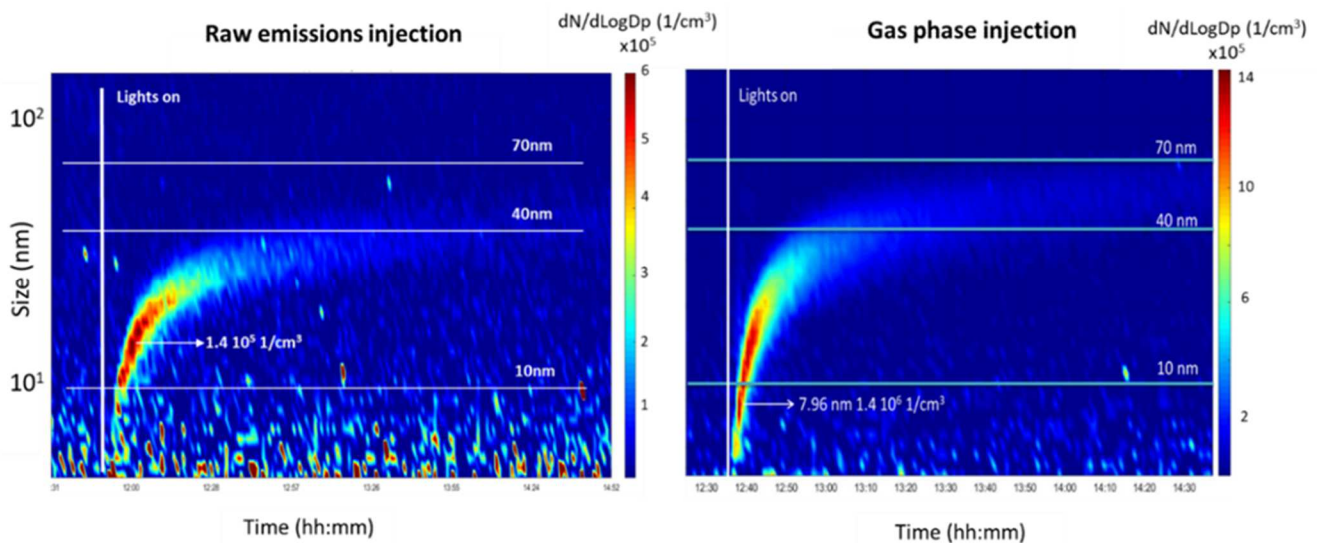 Raw emissions injection
dN/dLogDp (1/cm³)
x10⁵
Gas phase injection
dN/dLogDp (1/cm³)
x10⁵
Size (nm)
10²
10¹
Lights on
70nm
40nm
1.4 10⁵ 1/cm³
10nm
6
5
4
3
2
1
:31
12:00
12:28
12:57
13:26
13:55
14:24
14:52
Time (hh:mm)
Lights on
70 nm
40 nm
10 nm
7.96 nm 1.4 10⁶ 1/cm³
14
10
6
2
12:30
12:40
12:50
13:00
13:10
13:20
13:30
13:40
13:50
14:00
14:10
14:20
14:30
Time (hh:mm)